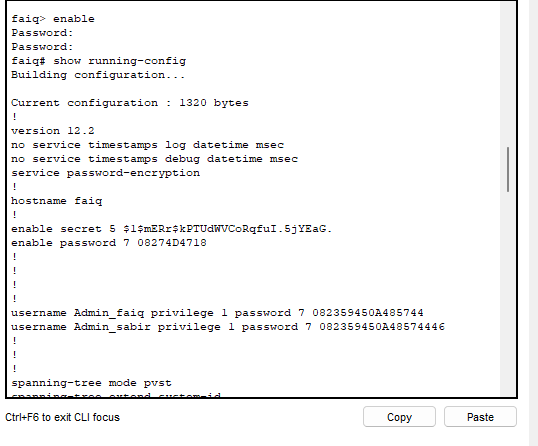 faiq> enable
Password:
Password:
faiq# show running-config
Building configuration...
Current configuration : 1320 bytes
!
version 12.2
no service timestamps log datetime msec
no service timestamps debug datetime msec
service password-encryption
!
hostname faiq
!
enable secret 5 $1$mERr$kPTUdWVCoRqfuI.5jYEaG.
enable password 7 08274D4718
!
!
!
!
username Admin_faiq privilege 1 password 7 082359450A485744
username Admin_sabir privilege 1 password 7 082359450A48574446
!
!
!
spanning-tree mode pvst
spanning-tree extend system-id
Ctrl+F6 to exit CLI focus
Copy
Paste